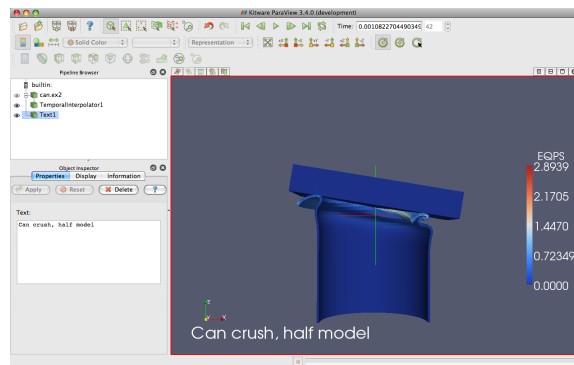 Kitware ParaView 3.4.0 (development)
Time: 0.0010822704490349 42
Solid Color
Representation
Pipeline Browser
builtin:
can.ex2
TemporalInterpolator1
Text1
Object Inspector
Properties Display Information
Apply Reset Delete ?
Text:
Can crush, half model
EQPS
2.8939
2.1705
1.4470
0.72349
0.0000
Can crush, half model